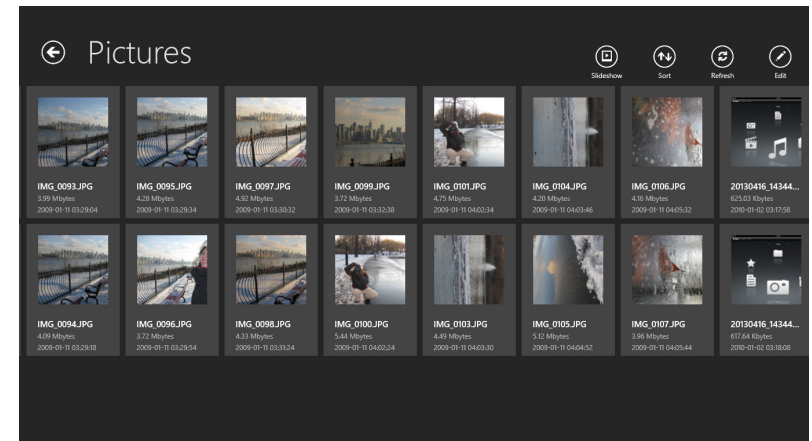 Pictures
Slideshow
Sort
Refresh
Edit
IMG_0093.JPG
3.99 Mbytes
2009-01-11 03:29:04
IMG_0095.JPG
4.28 Mbytes
2009-01-11 03:29:34
IMG_0097.JPG
4.92 Mbytes
2009-01-11 03:30:32
IMG_0099.JPG
3.72 Mbytes
2009-01-11 03:32:38
IMG_0101.JPG
4.75 Mbytes
2009-01-11 04:02:34
IMG_0104.JPG
4.20 Mbytes
2009-01-11 04:03:46
IMG_0106.JPG
4.16 Mbytes
2009-01-11 04:05:32
20130416_14344...
625.03 Kbytes
2010-01-02 03:17:58
IMG_0094.JPG
4.09 Mbytes
2009-01-11 03:29:18
IMG_0096.JPG
3.72 Mbytes
2009-01-11 03:29:54
IMG_0098.JPG
4.33 Mbytes
2009-01-11 03:31:24
IMG_0100.JPG
5.44 Mbytes
2009-01-11 04:02:24
IMG_0103.JPG
4.49 Mbytes
2009-01-11 04:03:30
IMG_0105.JPG
5.12 Mbytes
2009-01-11 04:04:52
IMG_0107.JPG
3.96 Mbytes
2009-01-11 04:05:44
20130416_14344...
617.64 Kbytes
2010-01-02 03:18:08